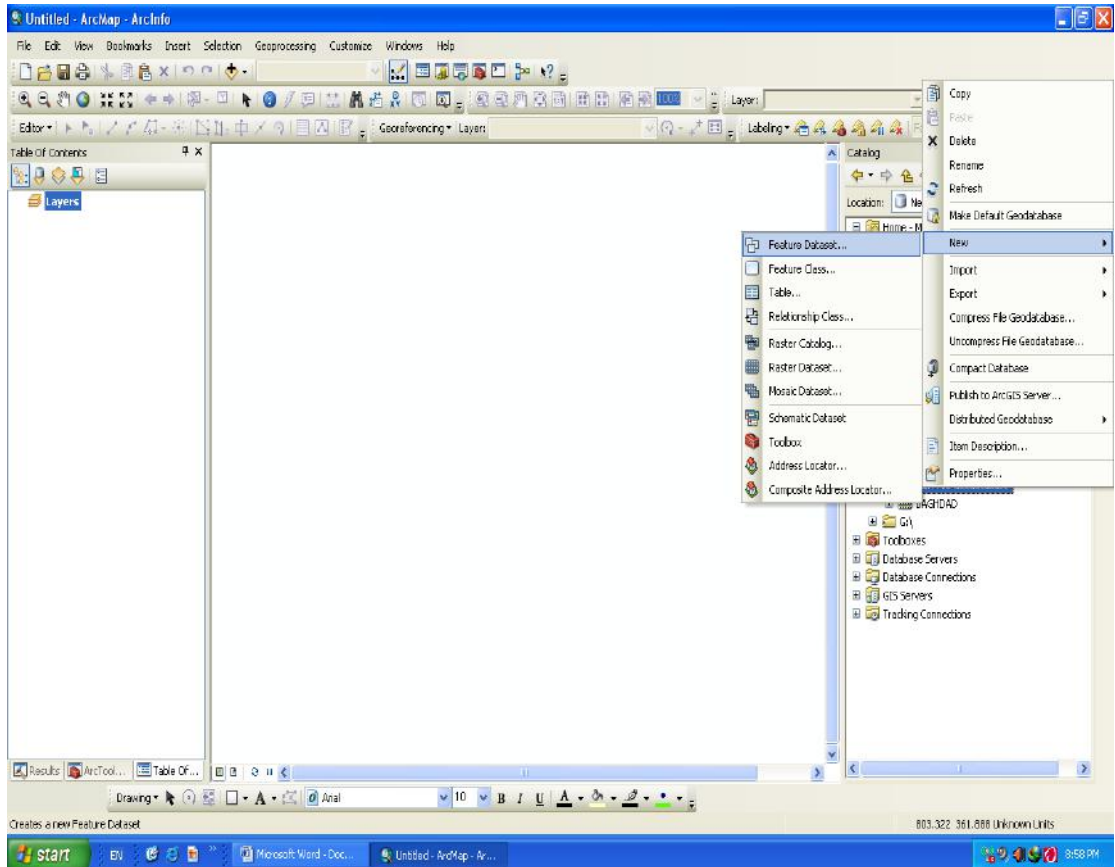 Untitled - ArcMap - ArcInfo
File Edit View Bookmarks Insert Selection Geoprocessing Customize Windows Help
100%
Layer:
Editor
Georeferencing
Layer:
Labeling
Table Of Contents
Layers
Catalog
Location:
Home - M
Copy
Paste
Delete
Rename
Refresh
Make Default Geodatabase
New
Import
Export
Compress File Geodatabase...
Uncompress File Geodatabase...
Compact Database
Publish to ArcGIS Server...
Distributed Geodatabase
Item Description...
Properties...
Feature Dataset...
Feature Class...
Table...
Relationship Class...
Raster Catalog...
Raster Dataset...
Mosaic Dataset...
Schematic Dataset
Toolbox
Address Locator...
Composite Address Locator...
BAGHDAD
G:\
Toolboxes
Database Servers
Database Connections
GIS Servers
Tracking Connections
Results ArcTool... Table Of...
Drawing A Arial 10 B I U A
Creates a new Feature Dataset
803.322 361.888 Unknown Units
start EN Microsoft Word - Doc... Untitled - ArcMap - Ar... 8:58 PM